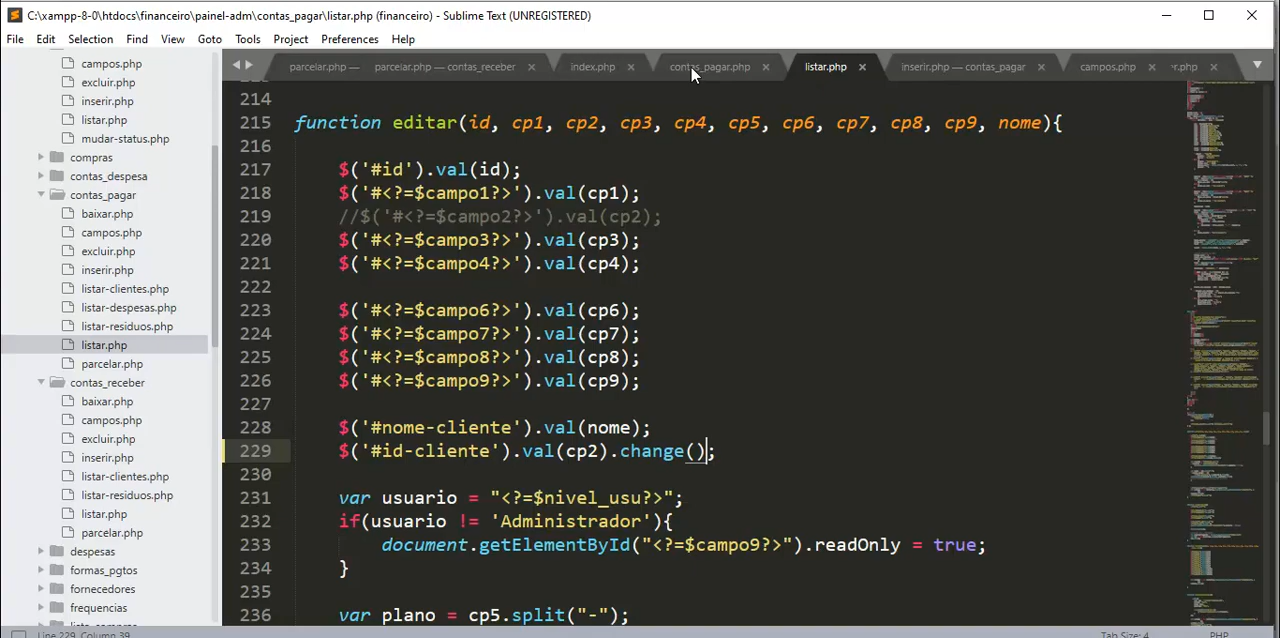 C:\xampp-8-0\htdocs\financeiro\painel-adm\contas_pagar\listar.php (financeiro) - Sublime Text (UNREGISTERED)
File Edit Selection Find View Goto Tools Project Preferences Help
parcelar.php — parcelar.php — contas_receber index.php contas_pagar.php listar.php inserir.php — contas_pagar campos.php
campos.php
excluir.php
inserir.php
listar.php
mudar-status.php
compras
contas_despesa
contas_pagar
baixar.php
campos.php
excluir.php
inserir.php
listar-clientes.php
listar-despesas.php
listar-residuos.php
listar.php
parcelar.php
contas_receber
baixar.php
campos.php
excluir.php
inserir.php
listar-clientes.php
listar-residuos.php
listar.php
parcelar.php
despesas
formas_pgtos
fornecedores
frequencias
214
215 function editar(id, cp1, cp2, cp3, cp4, cp5, cp6, cp7, cp8, cp9, nome){
216
217 $('#id').val(id);
218 $('#<?=$campo1?>').val(cp1);
219 //$('#<?=$campo2?>').val(cp2);
220 $('#<?=$campo3?>').val(cp3);
221 $('#<?=$campo4?>').val(cp4);
222
223 $('#<?=$campo6?>').val(cp6);
224 $('#<?=$campo7?>').val(cp7);
225 $('#<?=$campo8?>').val(cp8);
226 $('#<?=$campo9?>').val(cp9);
227
228 $('#nome-cliente').val(nome);
229 $('#id-cliente').val(cp2).change();
230
231 var usuario = "<?=$nivel_usu?>";
232 if(usuario != 'Administrador'){
233 document.getElementById("<?=$campo9?>").readOnly = true;
234 }
235
236 var plano = cp5.split("-");
Line 229, Column 39 Tab Size: 4 PHP